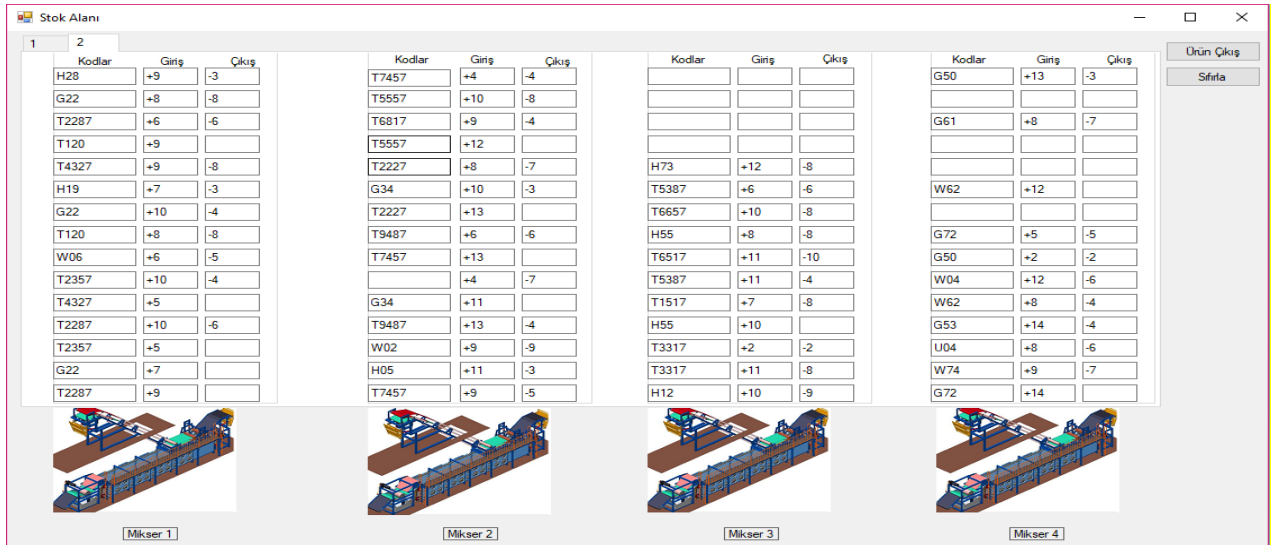 Stok Alanı
1 2
Ürün Çıkış
Sıfırla
Kodlar Giriş Çıkış
H28 +9 -3
G22 +8 -8
T2287 +6 -6
T120 +9
T4327 +9 -8
H19 +7 -3
G22 +10 -4
T120 +8 -8
W06 +6 -5
T2357 +10 -4
T4327 +5
T2287 +10 -6
T2357 +5
G22 +7
T2287 +9
Mikser 1
Kodlar Giriş Çıkış
T7457 +4 -4
T5557 +10 -8
T6817 +9 -4
T5557 +12
T2227 +8 -7
G34 +10 -3
T2227 +13
T9487 +6 -6
T7457 +13
+4 -7
G34 +11
T9487 +13 -4
W02 +9 -9
H05 +11 -3
T7457 +9 -5
Mikser 2
Kodlar Giriş Çıkış
H73 +12 -8
T5387 +6 -6
T6657 +10 -8
H55 +8 -8
T6517 +11 -10
T5387 +11 -4
T1517 +7 -8
H55 +10
T3317 +2 -2
T3317 +11 -8
H12 +10 -9
Mikser 3
Kodlar Giriş Çıkış
G50 +13 -3
G61 +8 -7
W62 +12
G72 +5 -5
G50 +2 -2
W04 +12 -6
W62 +8 -4
G53 +14 -4
U04 +8 -6
W74 +9 -7
G72 +14
Mikser 4